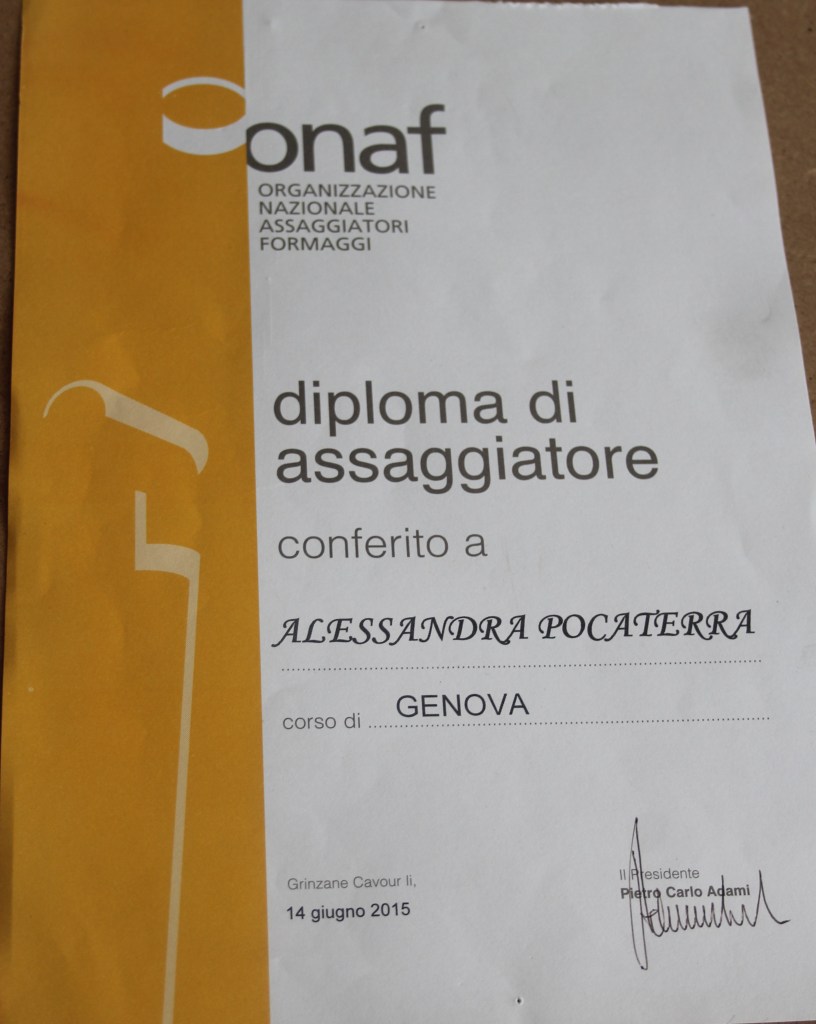 onaf
ORGANIZZAZIONE
NAZIONALE
ASSAGGIATORI
FORMAGGI
diploma di
assaggiatore
conferito a
ALESSANDRA POCATERRA
corso di GENOVA
Grinzane Cavour li,
14 giugno 2015
Il Presidente
Pietro Carlo Adami